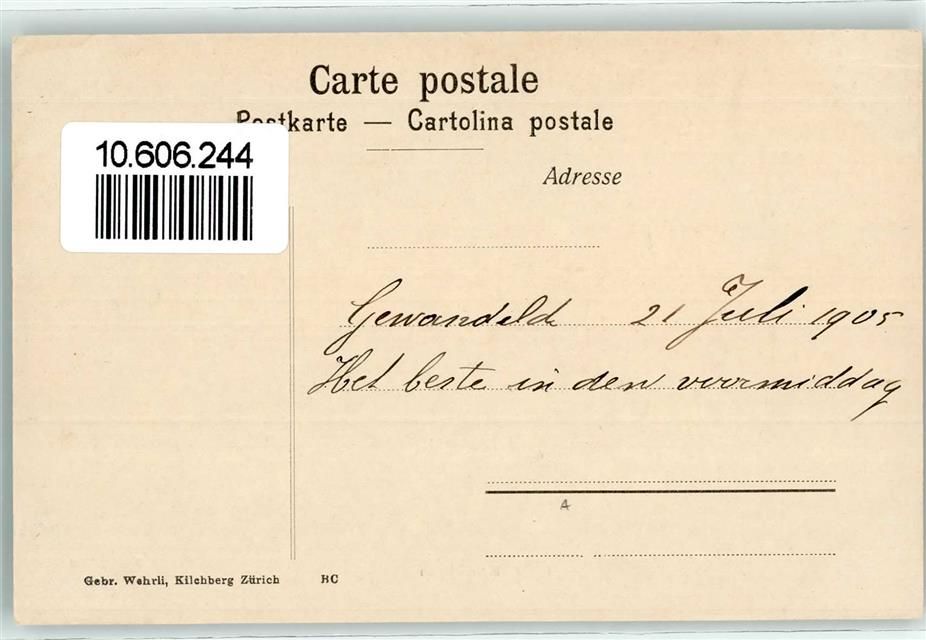 Carte postale
Postkarte — Cartolina postale
10.606.244
Adresse
Gewandeld 21 Juli 1905
Het beste in den voormiddag
A
Gebr. Wehrli, Kilchberg Zürich BC